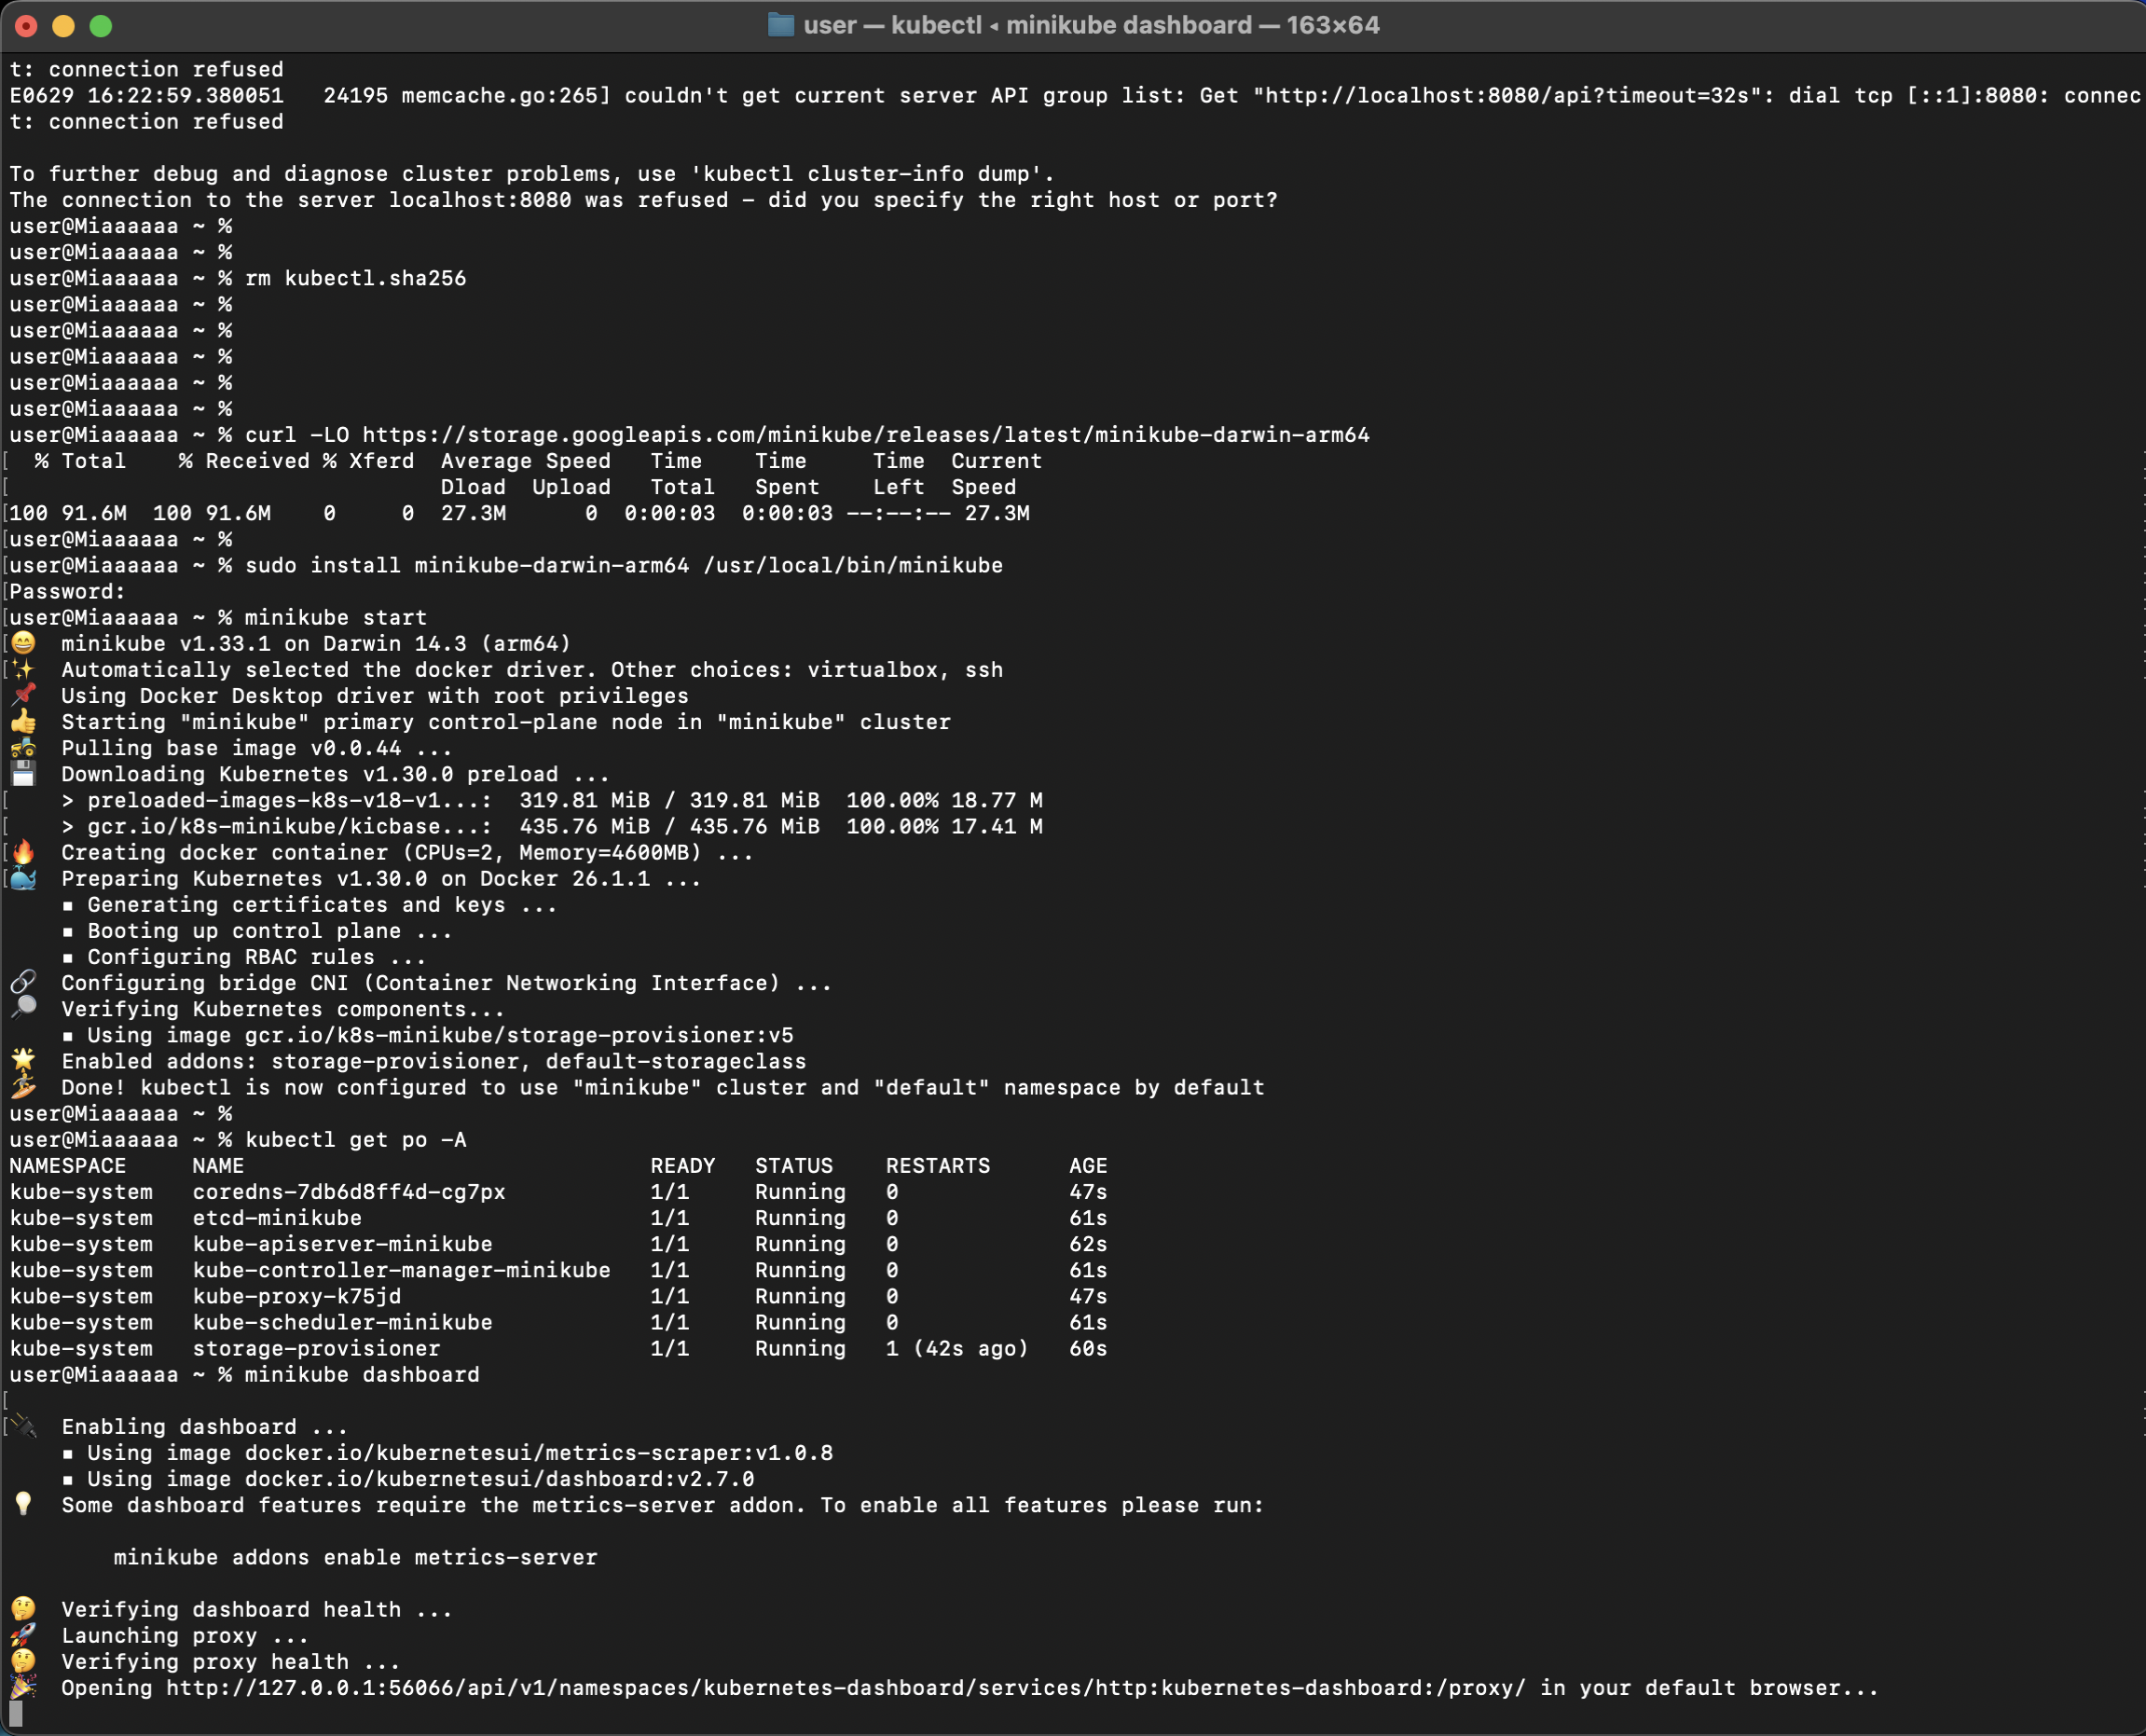 user — kubectl ◂ minikube dashboard — 163×64
t: connection refused
E0629 16:22:59.380051   24195 memcache.go:265] couldn't get current server API group list: Get "http://localhost:8080/api?timeout=32s": dial tcp [::1]:8080: connec
t: connection refused
To further debug and diagnose cluster problems, use 'kubectl cluster-info dump'.
The connection to the server localhost:8080 was refused - did you specify the right host or port?
user@Miaaaaaa ~ %
user@Miaaaaaa ~ %
user@Miaaaaaa ~ % rm kubectl.sha256
user@Miaaaaaa ~ %
user@Miaaaaaa ~ %
user@Miaaaaaa ~ %
user@Miaaaaaa ~ %
user@Miaaaaaa ~ %
user@Miaaaaaa ~ % curl -LO https://storage.googleapis.com/minikube/releases/latest/minikube-darwin-arm64
  % Total    % Received % Xferd  Average Speed   Time    Time     Time  Current
                                 Dload  Upload   Total   Spent    Left  Speed
100 91.6M  100 91.6M    0     0  27.3M      0  0:00:03  0:00:03 --:--:-- 27.3M
user@Miaaaaaa ~ %
user@Miaaaaaa ~ % sudo install minikube-darwin-arm64 /usr/local/bin/minikube
Password:
user@Miaaaaaa ~ % minikube start
😄  minikube v1.33.1 on Darwin 14.3 (arm64)
✨  Automatically selected the docker driver. Other choices: virtualbox, ssh
📌  Using Docker Desktop driver with root privileges
👍  Starting "minikube" primary control-plane node in "minikube" cluster
🚜  Pulling base image v0.0.44 ...
💾  Downloading Kubernetes v1.30.0 preload ...
    > preloaded-images-k8s-v18-v1...:  319.81 MiB / 319.81 MiB  100.00% 18.77 M
    > gcr.io/k8s-minikube/kicbase...:  435.76 MiB / 435.76 MiB  100.00% 17.41 M
🔥  Creating docker container (CPUs=2, Memory=4600MB) ...
🐳  Preparing Kubernetes v1.30.0 on Docker 26.1.1 ...
    ▪ Generating certificates and keys ...
    ▪ Booting up control plane ...
    ▪ Configuring RBAC rules ...
🔗  Configuring bridge CNI (Container Networking Interface) ...
🔎  Verifying Kubernetes components...
    ▪ Using image gcr.io/k8s-minikube/storage-provisioner:v5
🌟  Enabled addons: storage-provisioner, default-storageclass
🏄  Done! kubectl is now configured to use "minikube" cluster and "default" namespace by default
user@Miaaaaaa ~ %
user@Miaaaaaa ~ % kubectl get po -A
NAMESPACE     NAME                               READY   STATUS    RESTARTS      AGE
kube-system   coredns-7db6d8ff4d-cg7px           1/1     Running   0             47s
kube-system   etcd-minikube                      1/1     Running   0             61s
kube-system   kube-apiserver-minikube            1/1     Running   0             62s
kube-system   kube-controller-manager-minikube   1/1     Running   0             61s
kube-system   kube-proxy-k75jd                   1/1     Running   0             47s
kube-system   kube-scheduler-minikube            1/1     Running   0             61s
kube-system   storage-provisioner                1/1     Running   1 (42s ago)   60s
user@Miaaaaaa ~ % minikube dashboard
🔌  Enabling dashboard ...
    ▪ Using image docker.io/kubernetesui/metrics-scraper:v1.0.8
    ▪ Using image docker.io/kubernetesui/dashboard:v2.7.0
💡  Some dashboard features require the metrics-server addon. To enable all features please run:
        minikube addons enable metrics-server
🤔  Verifying dashboard health ...
🚀  Launching proxy ...
🤔  Verifying proxy health ...
🎉  Opening http://127.0.0.1:56066/api/v1/namespaces/kubernetes-dashboard/services/http:kubernetes-dashboard:/proxy/ in your default browser...